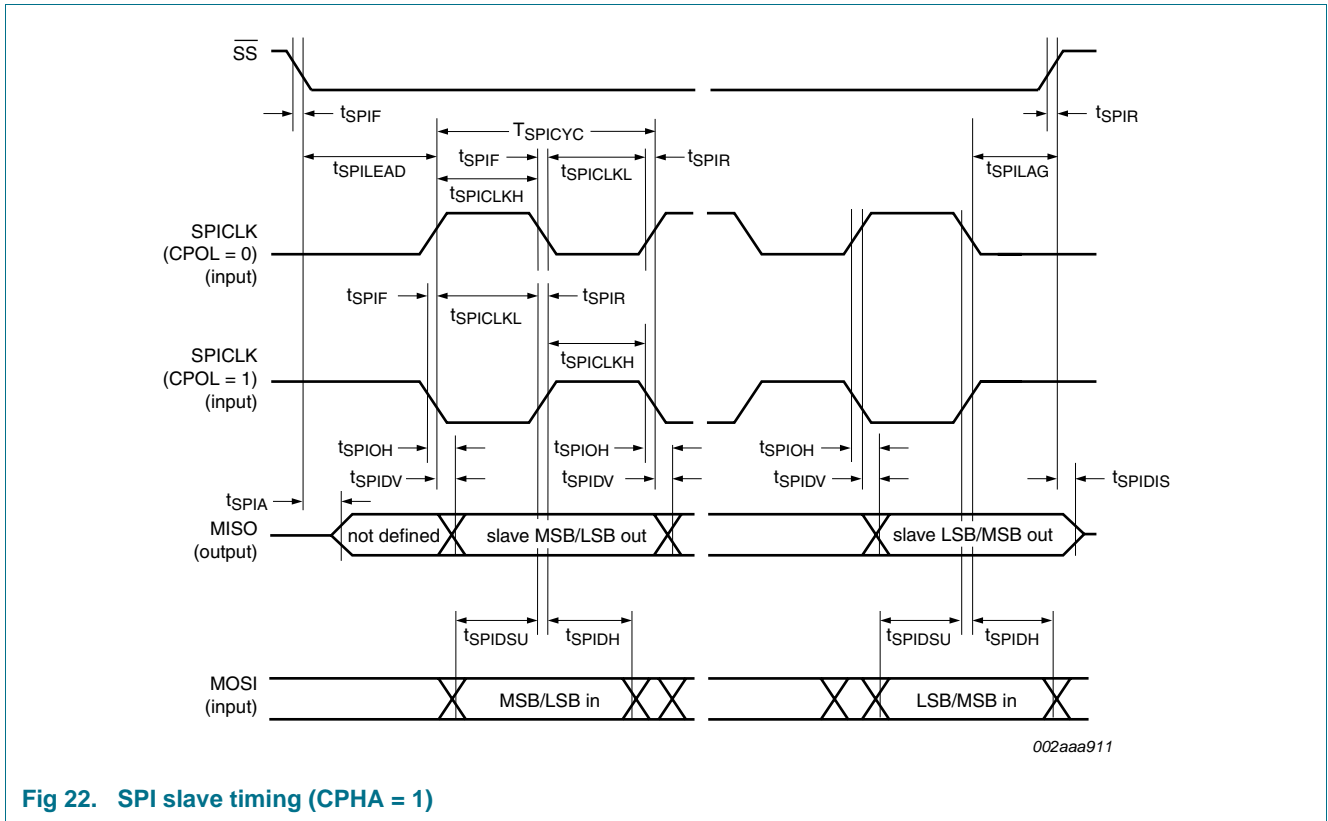 SS
tSPIF
tSPIR
TSPICYC
tSPIF
tSPIR
tSPILEAD
tSPICLKL
tSPILAG
tSPICLKH
SPICLK
(CPOL = 0)
(input)
tSPIF
tSPIR
tSPICLKL
SPICLK
(CPOL = 1)
(input)
tSPICLKH
tSPIOH
tSPIOH
tSPIOH
tSPIDV
tSPIDV
tSPIDV
tSPIDIS
tSPIA
MISO
(output)
not defined
slave MSB/LSB out
slave LSB/MSB out
tSPIDSU
tSPIDH
tSPIDSU
tSPIDH
MOSI
(input)
MSB/LSB in
LSB/MSB in
002aaa911
Fig 22. SPI slave timing (CPHA = 1)